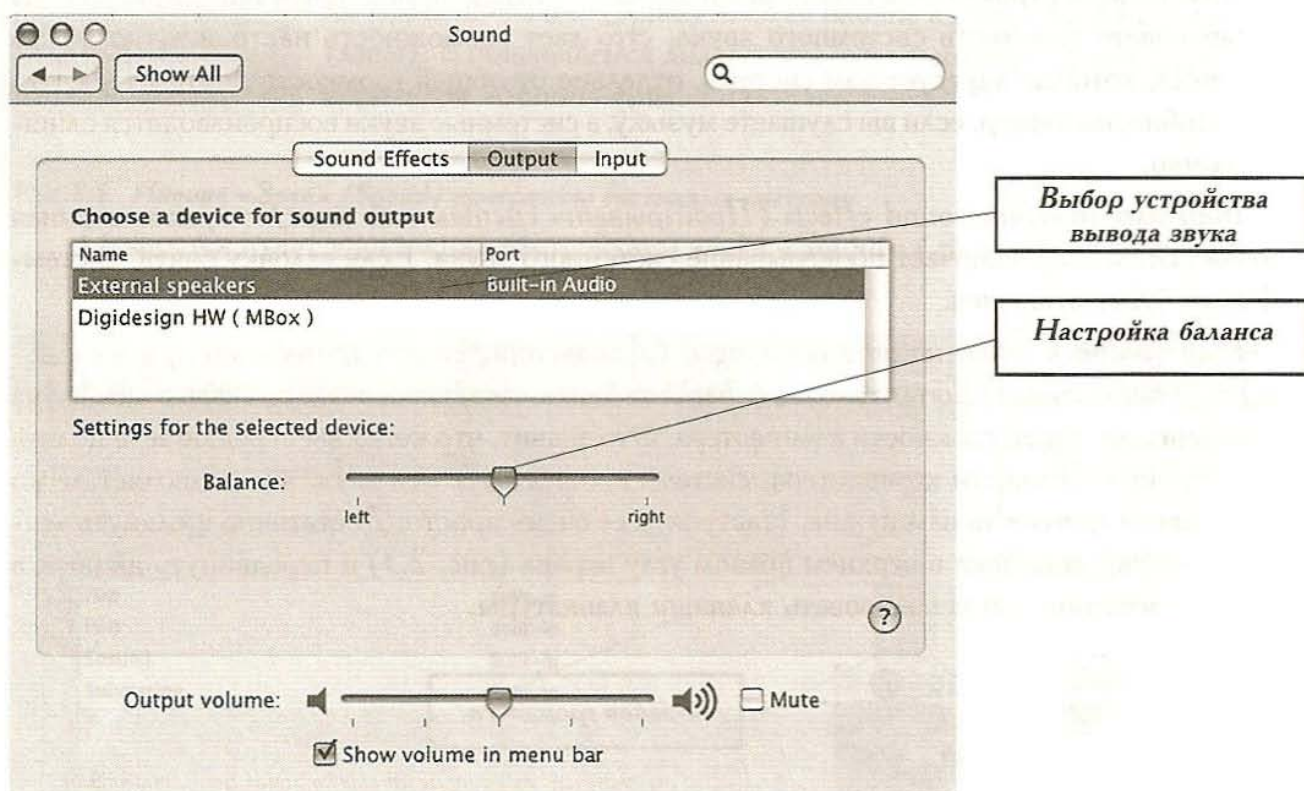 Sound
Show All
Sound Effects Output Input
Choose a device for sound output
Name Port
External speakers Built-in Audio
Digidesign HW ( MBox )
Выбор устройства
вывода звука
Настройка баланса
Settings for the selected device:
Balance:
left right
?
Output volume: Mute
Show volume in menu bar